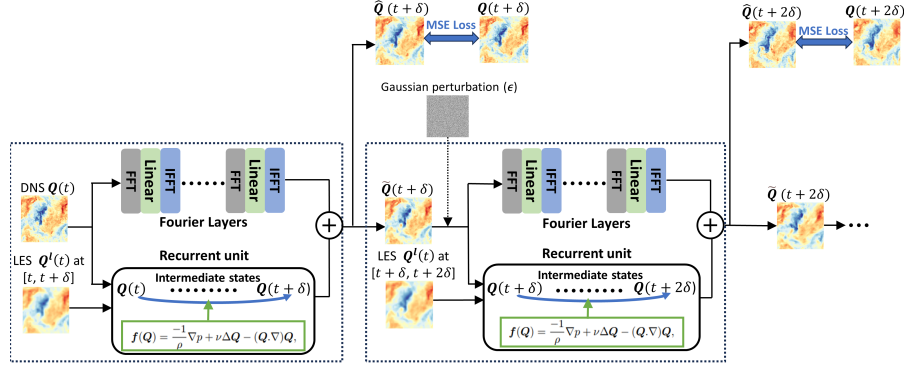 Q̂(t + δ) Q(t + δ)
MSE Loss
Q̂(t + 2δ) Q(t + 2δ)
MSE Loss
Gaussian perturbation (ϵ)
DNS Q(t)
FFT
Linear
IFFT
FFT
Linear
IFFT
Fourier Layers
+
LES Qˡ(t) at
[t, t + δ]
Recurrent unit
Intermediate states
Q(t) Q(t + δ)
f(Q) = -1/ρ ∇p + νΔQ − (Q.∇)Q,
Q̃(t + δ)
FFT
Linear
IFFT
FFT
Linear
IFFT
Fourier Layers
+
LES Qˡ(t) at
[t + δ, t + 2δ]
Recurrent unit
Intermediate states
Q(t + δ) Q(t + 2δ)
f(Q) = -1/ρ ∇p + νΔQ − (Q.∇)Q,
Q̃(t + 2δ)